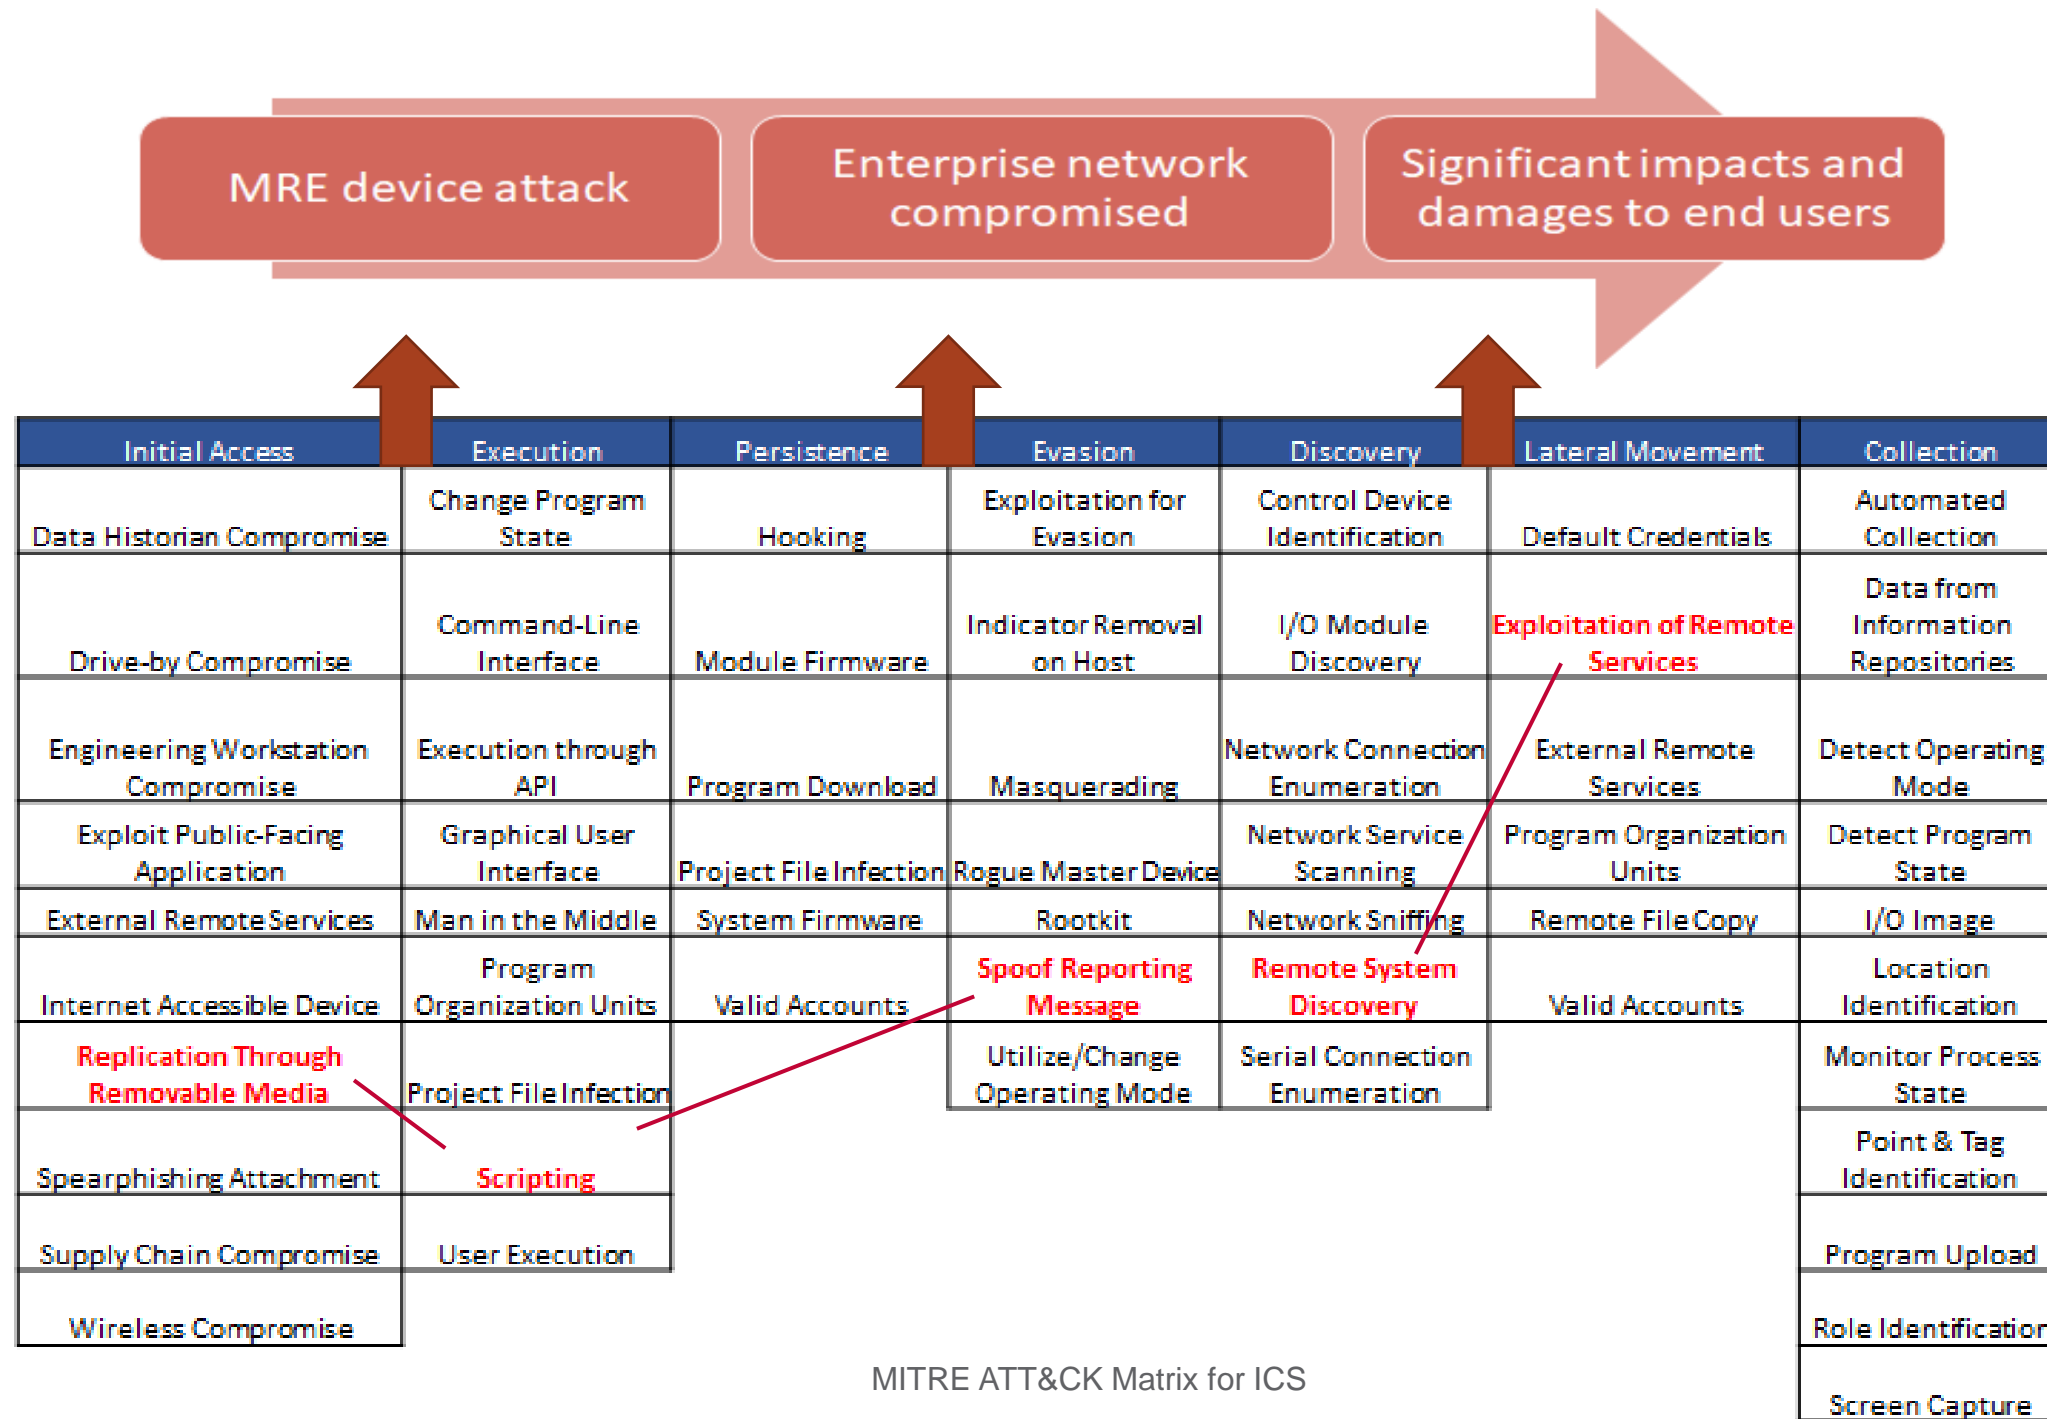 MRE device attack
Enterprise network
compromised
Significant impacts and
damages to end users
Initial Access
Execution
Persistence
Evasion
Discovery
Lateral Movement
Collection
Data Historian Compromise
Change Program
State
Hooking
Exploitation for
Evasion
Control Device
Identification
Default Credentials
Automated
Collection
Drive-by Compromise
Command-Line
Interface
Module Firmware
Indicator Removal
on Host
I/O Module
Discovery
Exploitation of Remote
Services
Data from
Information
Repositories
Engineering Workstation
Compromise
Execution through
API
Program Download
Masquerading
Network Connection
Enumeration
External Remote
Services
Detect Operating
Mode
Exploit Public-Facing
Application
Graphical User
Interface
Project File Infection
Rogue Master Device
Network Service
Scanning
Program Organization
Units
Detect Program
State
External Remote Services
Man in the Middle
System Firmware
Rootkit
Network Sniffing
Remote File Copy
I/O Image
Internet Accessible Device
Program
Organization Units
Valid Accounts
Spoof Reporting
Message
Remote System
Discovery
Valid Accounts
Location
Identification
Replication Through
Removable Media
Project File Infection
Utilize/Change
Operating Mode
Serial Connection
Enumeration
Monitor Process
State
Spearphishing Attachment
Scripting
Point & Tag
Identification
Supply Chain Compromise
User Execution
Program Upload
Wireless Compromise
Role Identification
Screen Capture
MITRE ATT&CK Matrix for ICS